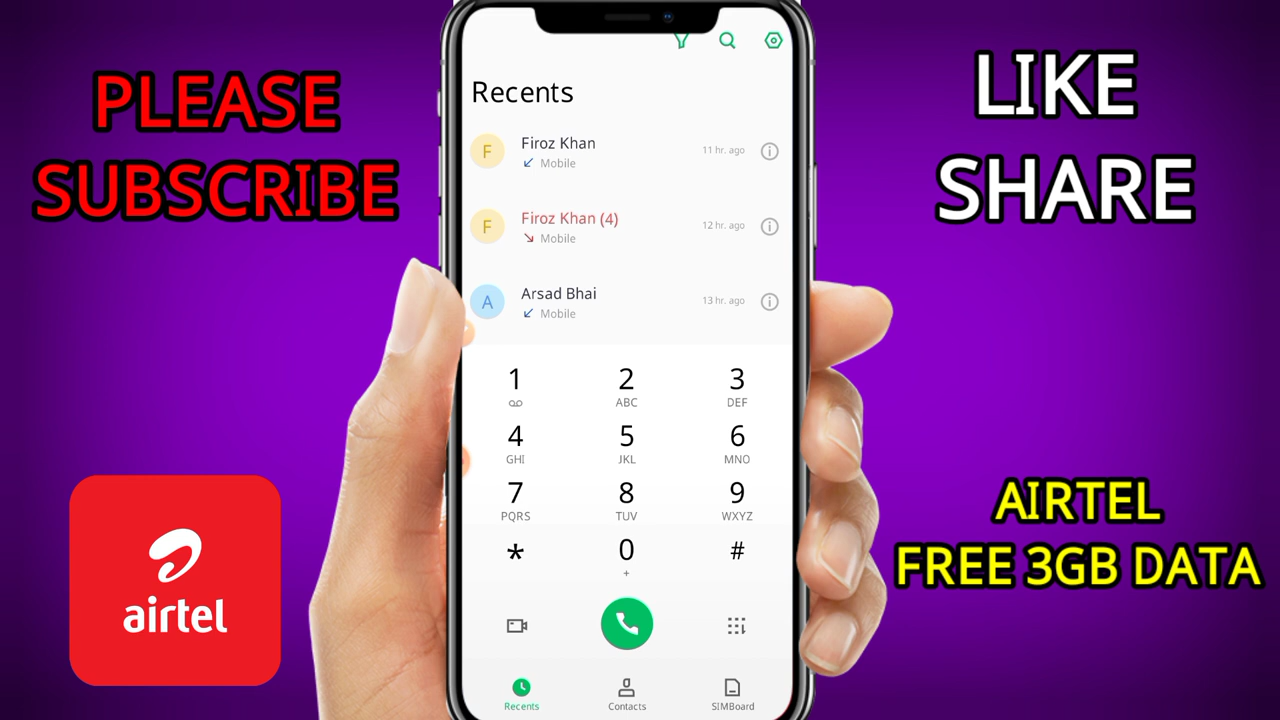 PLEASE
SUBSCRIBE
LIKE
SHARE
Recents
F
Firoz Khan
Mobile
11 hr. ago
F
Firoz Khan (4)
Mobile
12 hr. ago
A
Arsad Bhai
Mobile
13 hr. ago
1 2 3
ABC DEF
4 5 6
GHI JKL MNO
7 8 9
PQRS TUV WXYZ
* 0 #
+
Recents Contacts SIMBoard
airtel
AIRTEL
FREE 3GB DATA